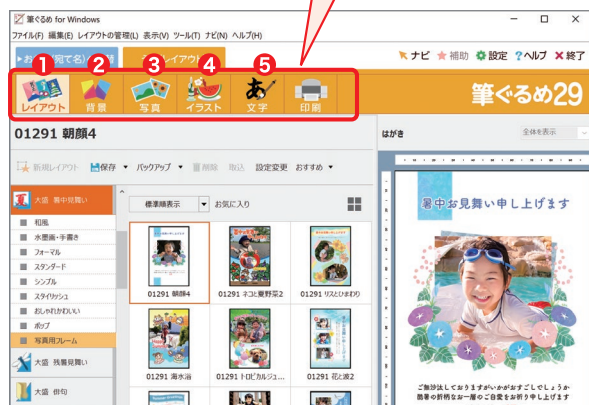 筆ぐるめ for Windows
ファイル(F) 編集(E) レイアウトの管理(L) 表示(V) ツール(T) ナビ(N) ヘルプ(H)
ナビ 補助 設定 ヘルプ 終了
1 2 3 4 5
レイアウト 背景 写真 イラスト 文字 印刷
筆ぐるめ29
01291 朝顔4
はがき 全体を表示
新規レイアウト 保存 バックアップ 削除 取込 設定変更 おすすめ
大盛 暑中見舞い
標準順表示 お気に入り
和風
水墨画・手書き
フォーマル
スタンダード
シンプル
スタイリッシュ
おしゃれかわいい
ポップ
写真用フレーム
大盛 残暑見舞い
大盛 俳句
01291 朝顔4 01291 ネコと夏野菜2 01291 リスとひまわり
01291 海水浴 01291 トロピカルジュ... 01291 花と波2
暑中お見舞い申し上げます
ご無沙汰しておりますがいかがおすごしでしょうか
酷暑の折柄なお一層のご自愛をお祈り申し上げます